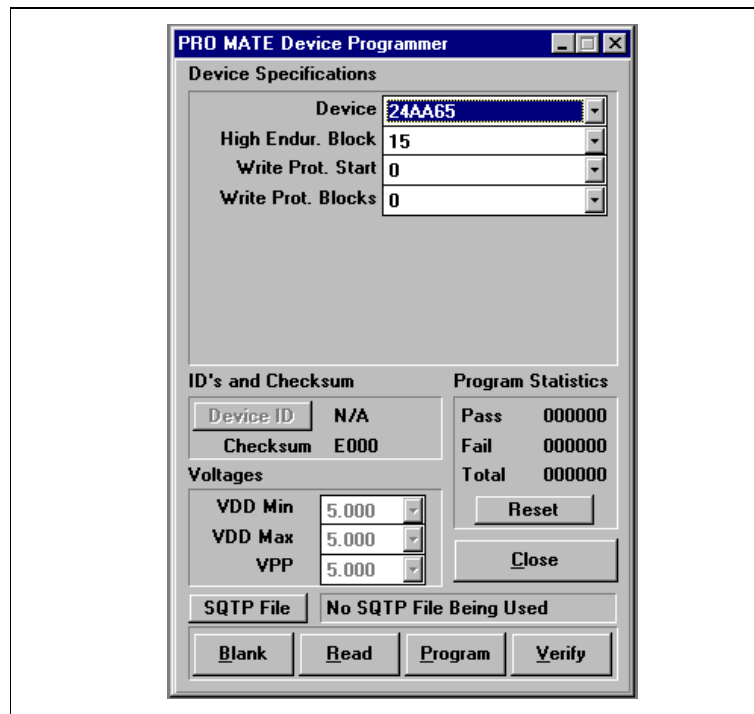 PRO MATE Device Programmer
Device Specifications
Device 24AA65
High Endur. Block 15
Write Prot. Start 0
Write Prot. Blocks 0
ID's and Checksum
Device ID N/A
Checksum E000
Program Statistics
Pass 000000
Fail 000000
Total 000000
Reset
Voltages
VDD Min 5.000
VDD Max 5.000
VPP 5.000
Close
SQTP File No SQTP File Being Used
Blank Read Program Verify